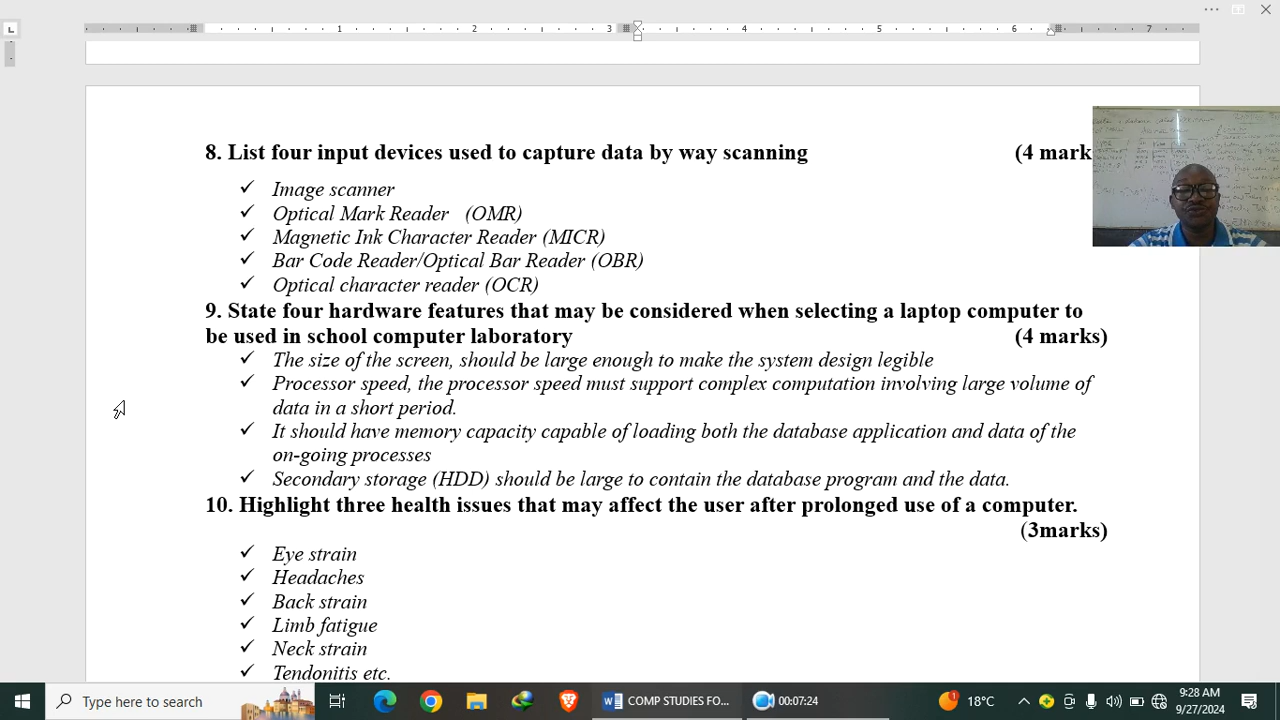 1 2 3 4 5 6 7
8. List four input devices used to capture data by way scanning (4 mark
✓ Image scanner
✓ Optical Mark Reader (OMR)
✓ Magnetic Ink Character Reader (MICR)
✓ Bar Code Reader/Optical Bar Reader (OBR)
✓ Optical character reader (OCR)
9. State four hardware features that may be considered when selecting a laptop computer to
be used in school computer laboratory (4 marks)
✓ The size of the screen, should be large enough to make the system design legible
✓ Processor speed, the processor speed must support complex computation involving large volume of
data in a short period.
✓ It should have memory capacity capable of loading both the database application and data of the
on-going processes
✓ Secondary storage (HDD) should be large to contain the database program and the data.
10. Highlight three health issues that may affect the user after prolonged use of a computer.
(3marks)
✓ Eye strain
✓ Headaches
✓ Back strain
✓ Limb fatigue
✓ Neck strain
✓ Tendonitis etc.
Type here to search
COMP STUDIES FO...
00:07:24
1
18°C
9:28 AM
9/27/2024